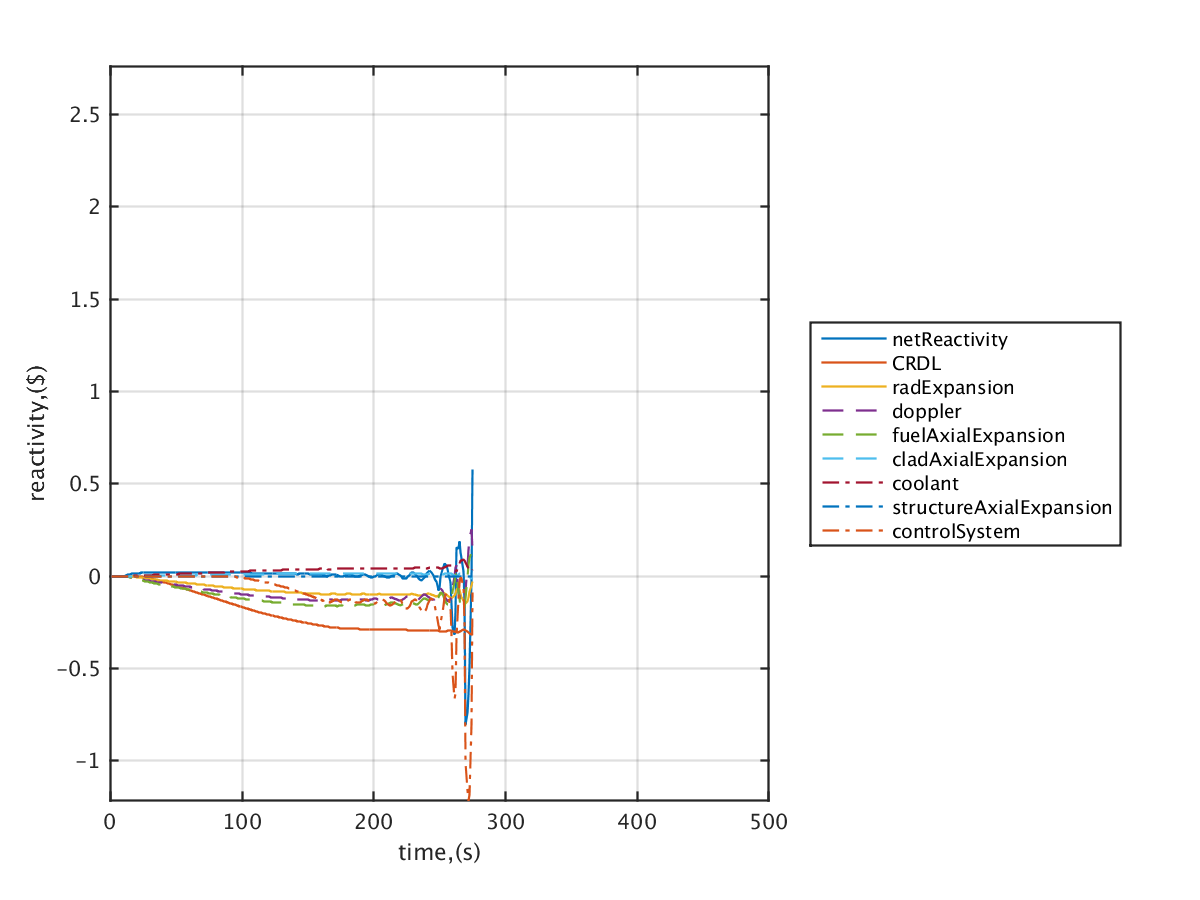 2.5
2
1.5
1
0.5
0
-0.5
-1
reactivity,($)
0 100 200 300 400 500
time,(s)
netReactivity
CRDL
radExpansion
doppler
fuelAxialExpansion
cladAxialExpansion
coolant
structureAxialExpansion
controlSystem